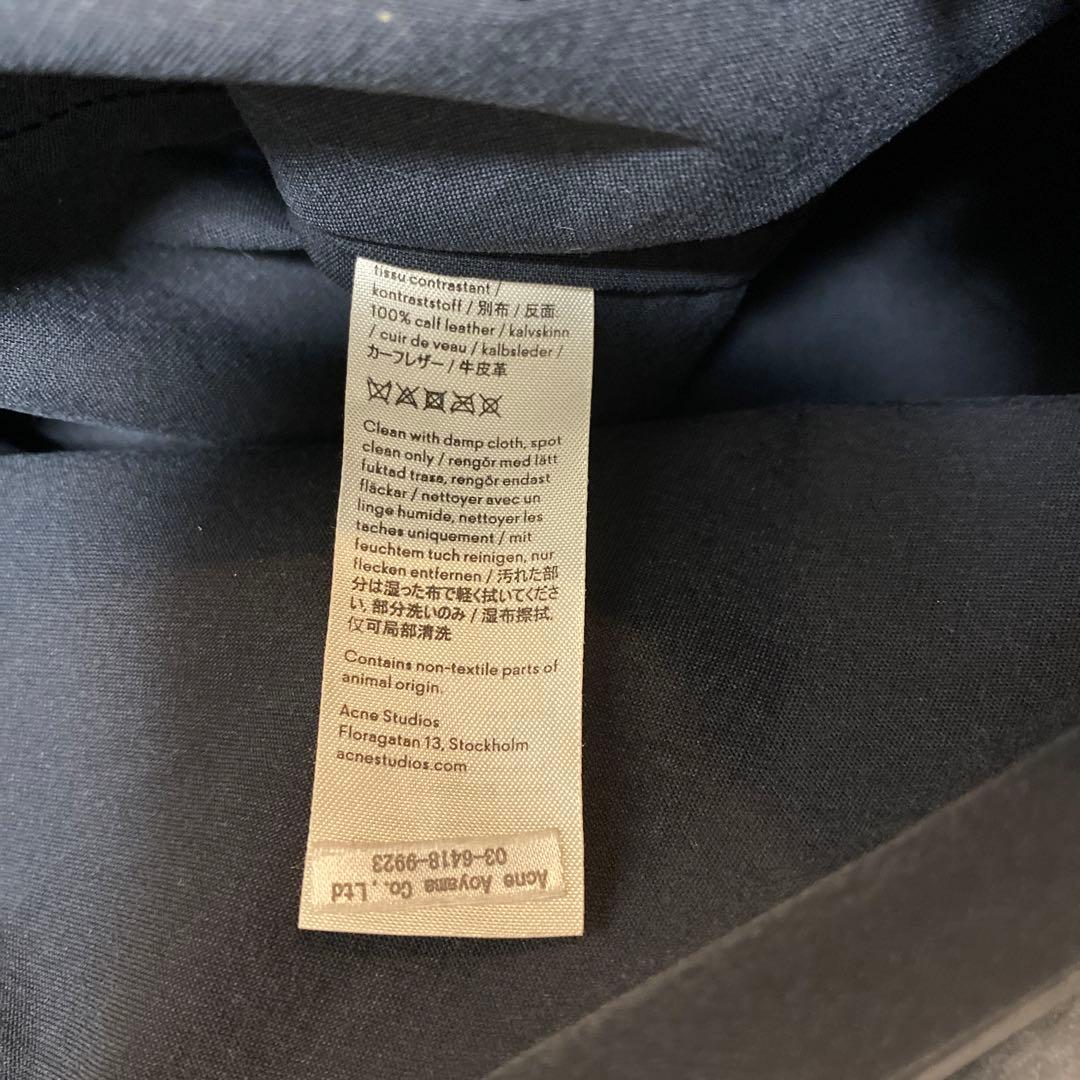 tissu contrastant /
kontraststoff / 別布 / 反面
100% calf leather / kalvskinn
/ cuir de veau / kalbsleder /
カーフレザー / 牛皮革
Clean with damp cloth, spot
clean only / rengör med lätt
fuktad trasa, rengör endast
fläckar / nettoyer avec un
linge humide, nettoyer les
taches uniquement / mit
feuchtem tuch reinigen, nur
flecken entfernen / 汚れた部
分は湿った布で軽く拭いてくださ
い, 部分洗いのみ / 湿布擦拭,
仅可局部清洗
Contains non-textile parts of
animal origin.
Acne Studios
Floragatan 13, Stockholm
acnestudios.com
Acne Aoyama Co., Ltd
03-6418-9923